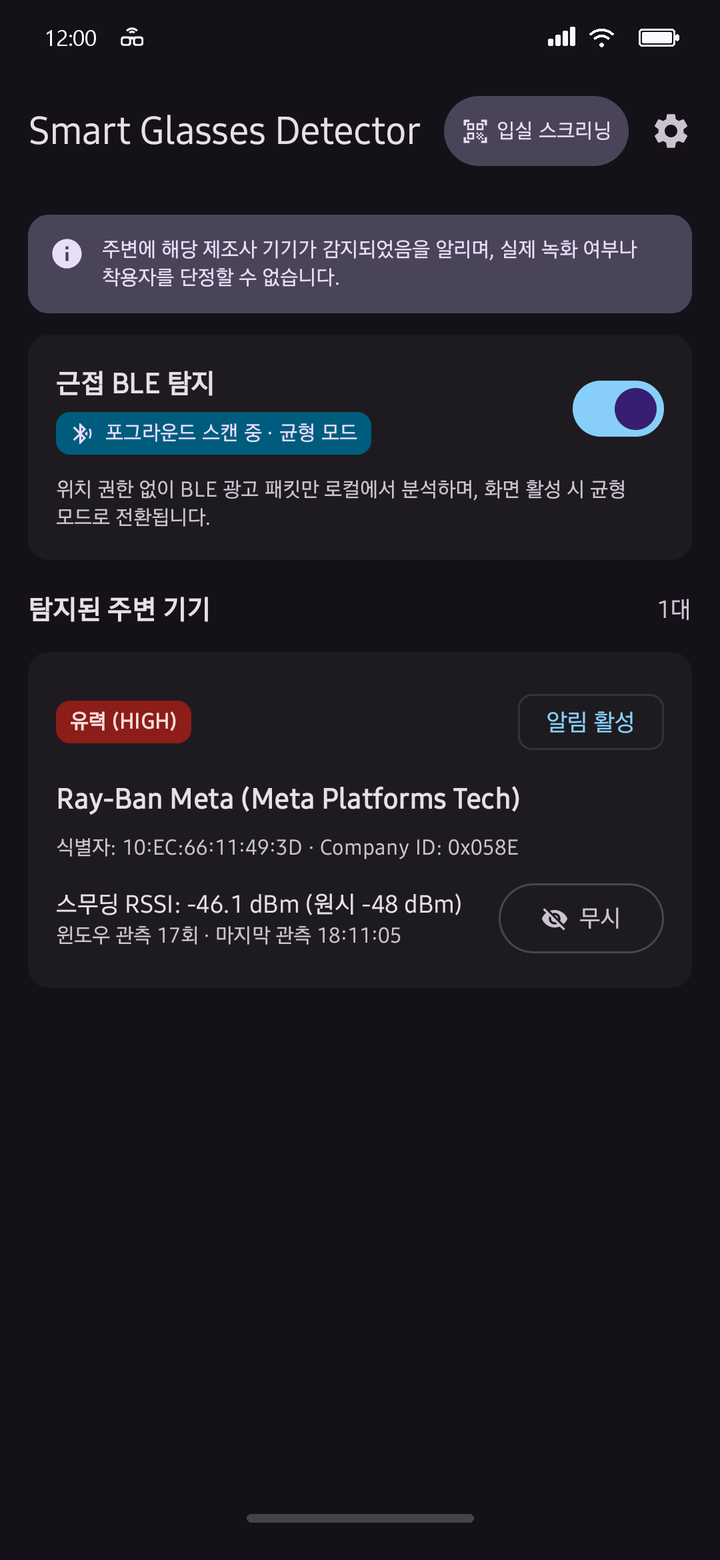 12:00
Smart Glasses Detector
입실 스크리닝
주변에 해당 제조사 기기가 감지되었음을 알리며, 실제 녹화 여부나
착용자를 단정할 수 없습니다.
근접 BLE 탐지
포그라운드 스캔 중 · 균형 모드
위치 권한 없이 BLE 광고 패킷만 로컬에서 분석하며, 화면 활성 시 균형
모드로 전환됩니다.
탐지된 주변 기기
1대
유력 (HIGH)
알림 활성
Ray-Ban Meta (Meta Platforms Tech)
식별자: 10:EC:66:11:49:3D · Company ID: 0x058E
스무딩 RSSI: -46.1 dBm (원시 -48 dBm)
윈도우 관측 17회 · 마지막 관측 18:11:05
무시